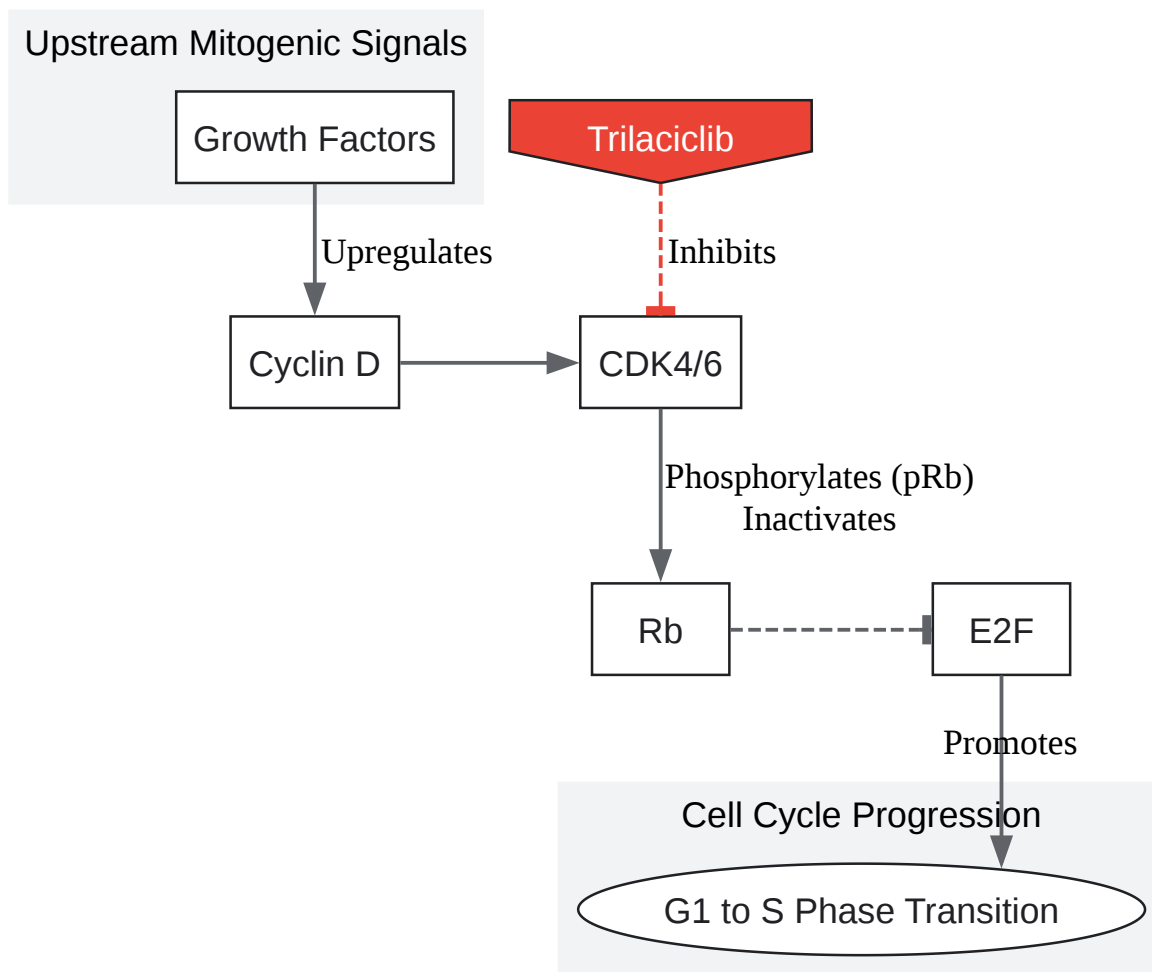 Upstream Mitogenic Signals
Growth Factors
Trilaciclib
Upregulates
Inhibits
Cyclin D
CDK4/6
Phosphorylates (pRb)
Inactivates
Rb
E2F
Promotes
Cell Cycle Progression
G1 to S Phase Transition